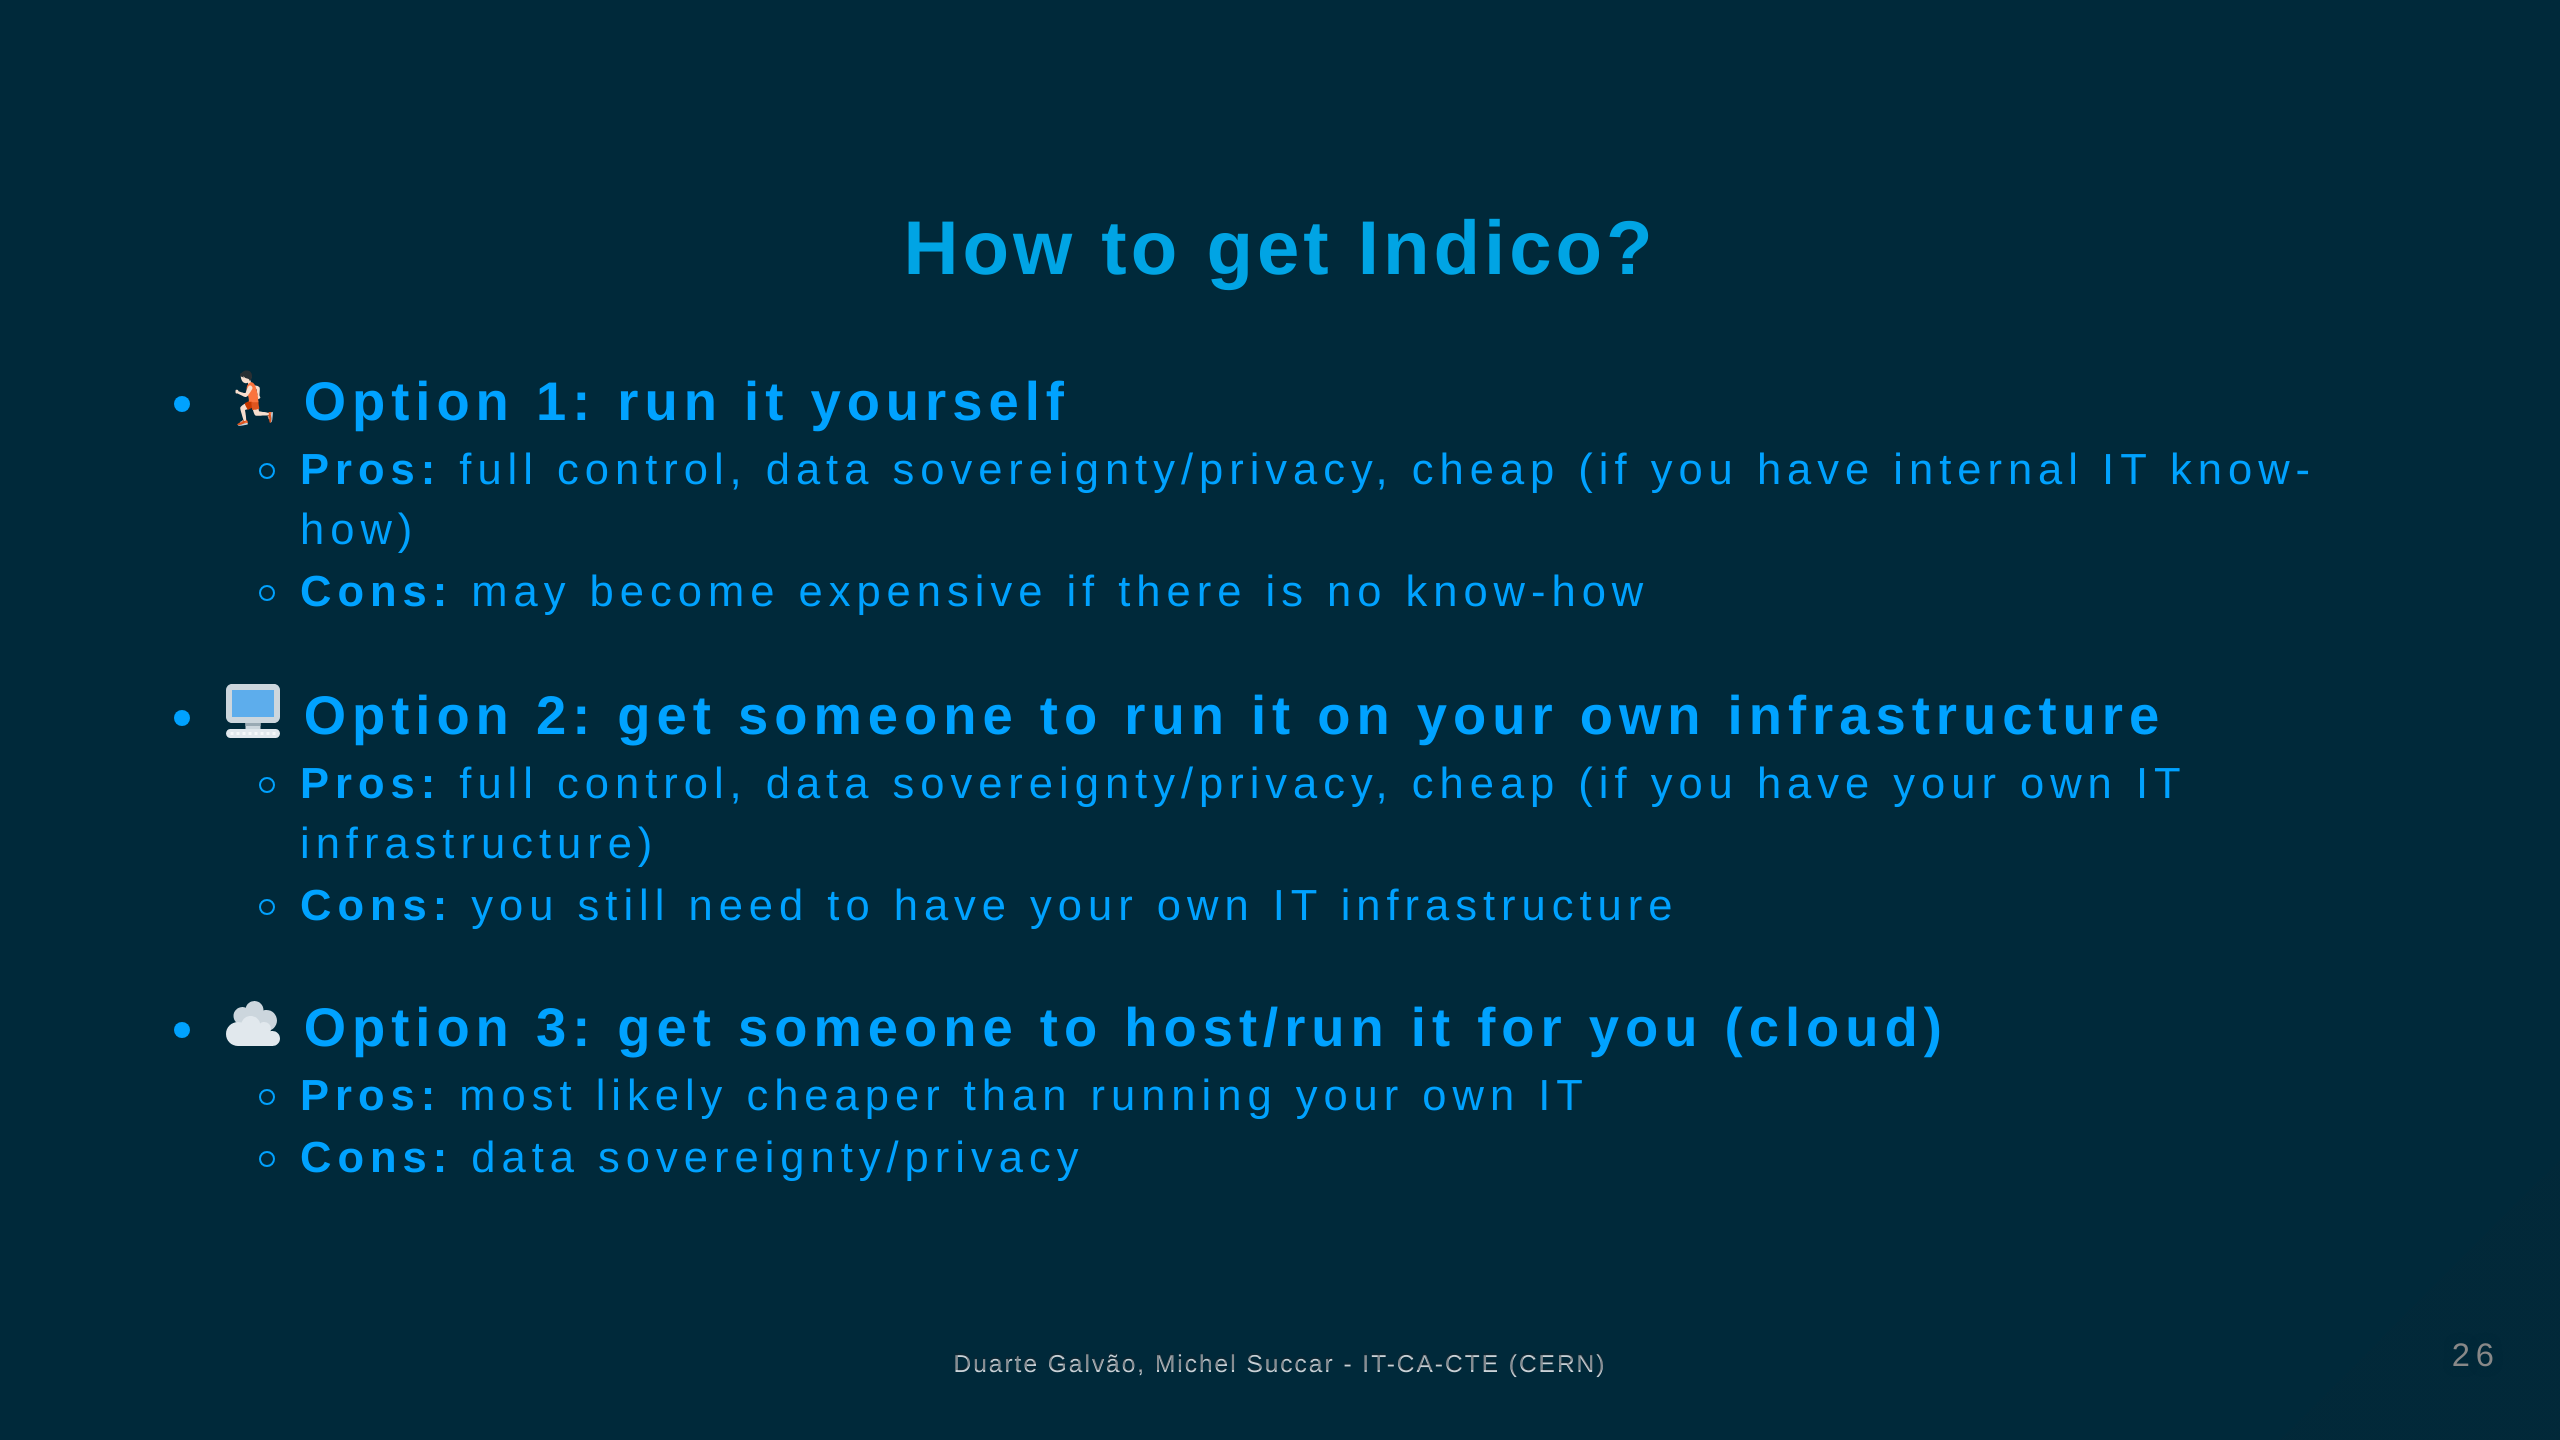 How to get Indico?
Option 1: run it yourself
Pros: full control, data sovereignty/privacy, cheap (if you have internal IT know-
how)
Cons: may become expensive if there is no know-how
Option 2: get someone to run it on your own infrastructure
Pros: full control, data sovereignty/privacy, cheap (if you have your own IT
infrastructure)
Cons: you still need to have your own IT infrastructure
Option 3: get someone to host/run it for you (cloud)
Pros: most likely cheaper than running your own IT
Cons: data sovereignty/privacy
Duarte Galvão, Michel Succar - IT-CA-CTE (CERN)
26